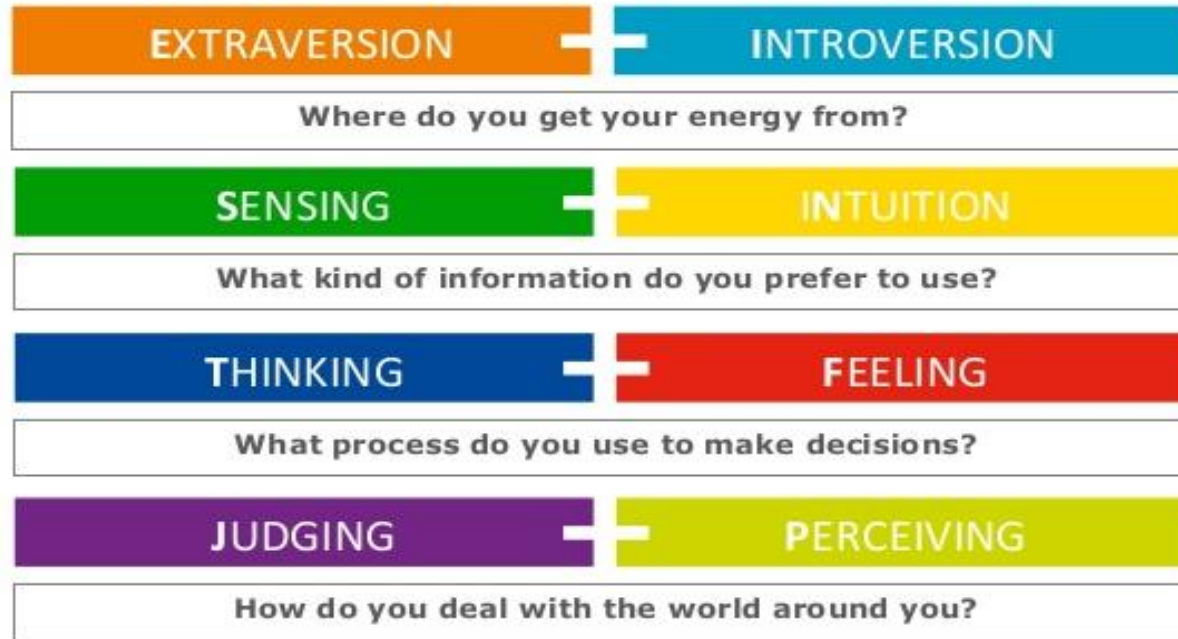 EXTRAVERSION INTROVERSION
Where do you get your energy from?
SENSING INTUITION
What kind of information do you prefer to use?
THINKING FEELING
What process do you use to make decisions?
JUDGING PERCEIVING
How do you deal with the world around you?